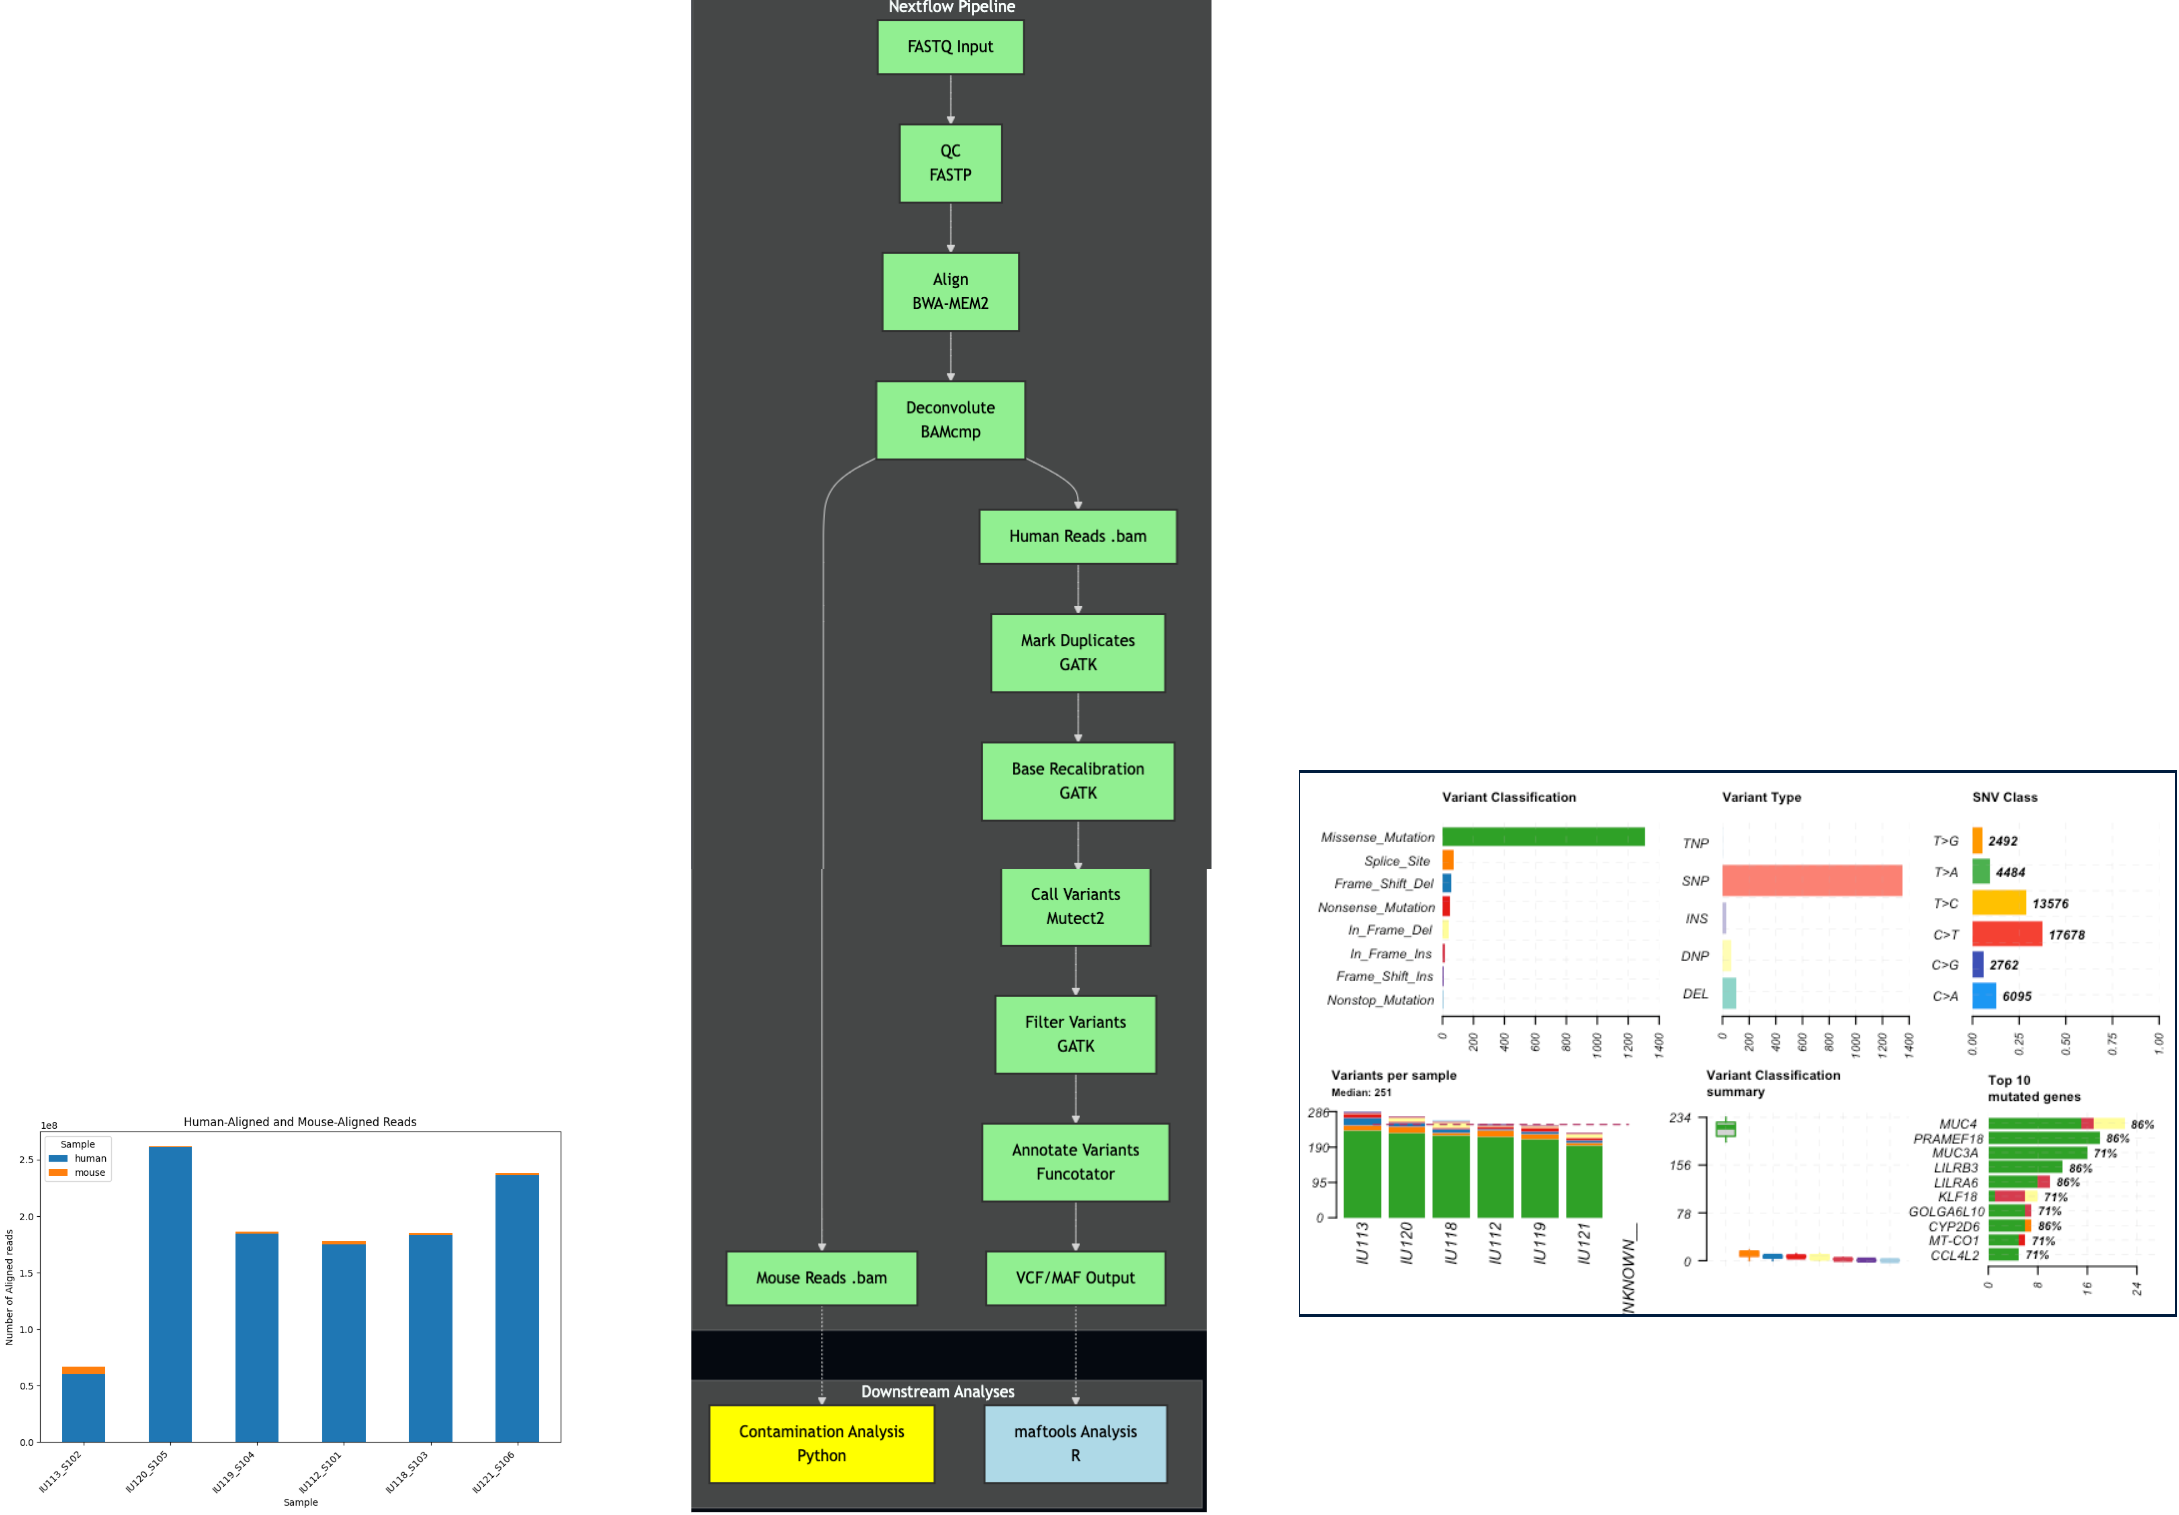 Nextflow Pipeline
FASTQ Input
QC
FASTP
Align
BWA-MEM2
Deconvolute
BAMcmp
Human Reads .bam
Mark Duplicates
GATK
Base Recalibration
GATK
Call Variants
Mutect2
Filter Variants
GATK
Annotate Variants
Funcotator
Mouse Reads .bam
VCF/MAF Output
Downstream Analyses
Contamination Analysis
Python
maftools Analysis
R
Human-Aligned and Mouse-Aligned Reads
1e8
Sample
human
mouse
Number of Aligned reads
2.5
2.0
1.5
1.0
0.5
0.0
IU113_S102
IU120_S105
IU119_S104
IU112_S101
IU118_S103
IU121_S106
Sample
Variant Classification
Missense_Mutation
Splice_Site
Frame_Shift_Del
Nonsense_Mutation
In_Frame_Del
In_Frame_Ins
Frame_Shift_Ins
Nonstop_Mutation
0 200 400 600 800 1000 1200 1400
Variant Type
TNP
SNP
INS
DNP
DEL
0 200 400 600 800 1000 1200 1400
SNV Class
T>G 2492
T>A 4484
T>C 13576
C>T 17678
C>G 2762
C>A 6095
0.00 0.25 0.50 0.75 1.00
Variants per sample
Median: 251
286
190
95
0
IU113
IU120
IU118
IU112
IU119
IU121
NKNOWN__
Variant Classification
summary
234
156
78
0
Top 10
mutated genes
MUC4 86%
PRAMEF18 86%
MUC3A 71%
LILRB3 86%
LILRA6 86%
KLF18 71%
GOLGA6L10 71%
CYP2D6 86%
MT-CO1 71%
CCL4L2 71%
0 8 16 24